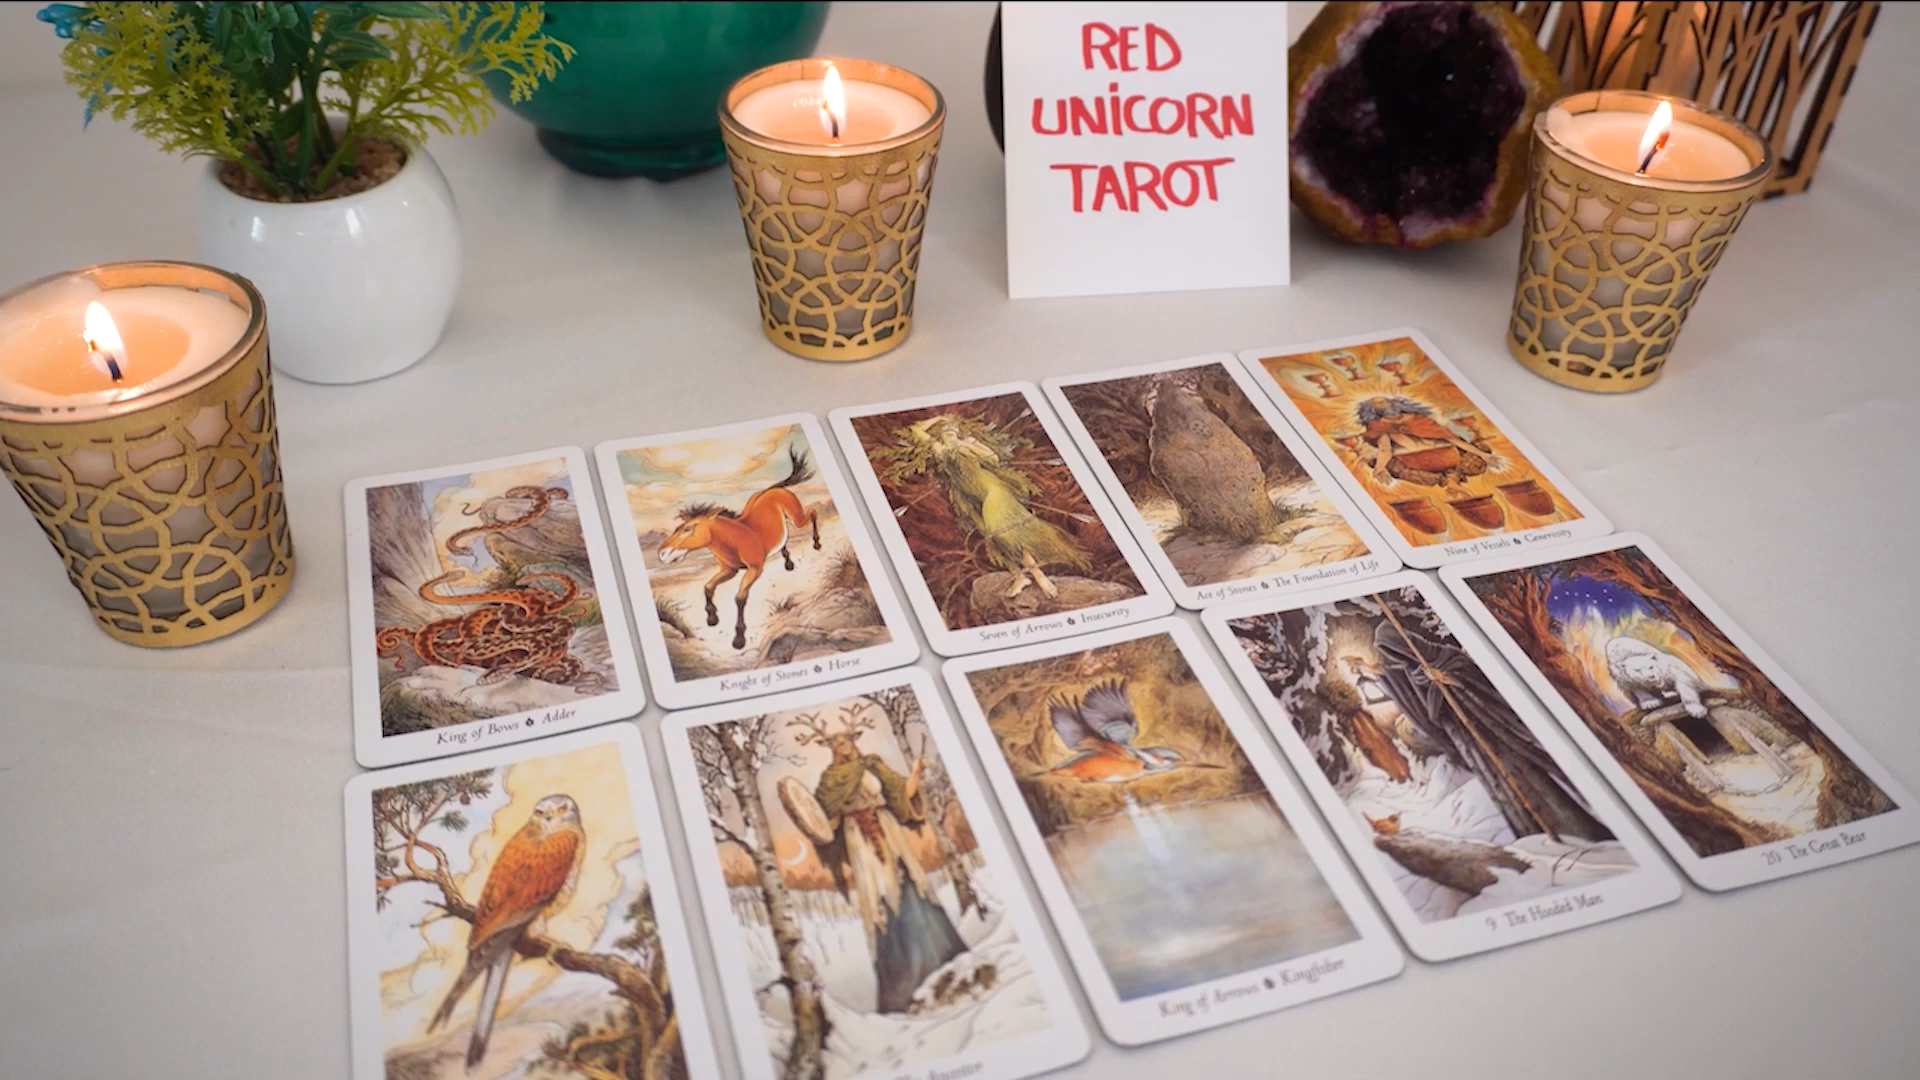 RED
UNICORN
TAROT
King of Bows Adder
Knight of Stones Horse
Seven of Arrows Insecurity
Ace of Stones The Foundation of Life
Nine of Vessels Generosity
Ancestor
King of Arrows Kingfisher
9 The Hooded Man
20 The Great Bear